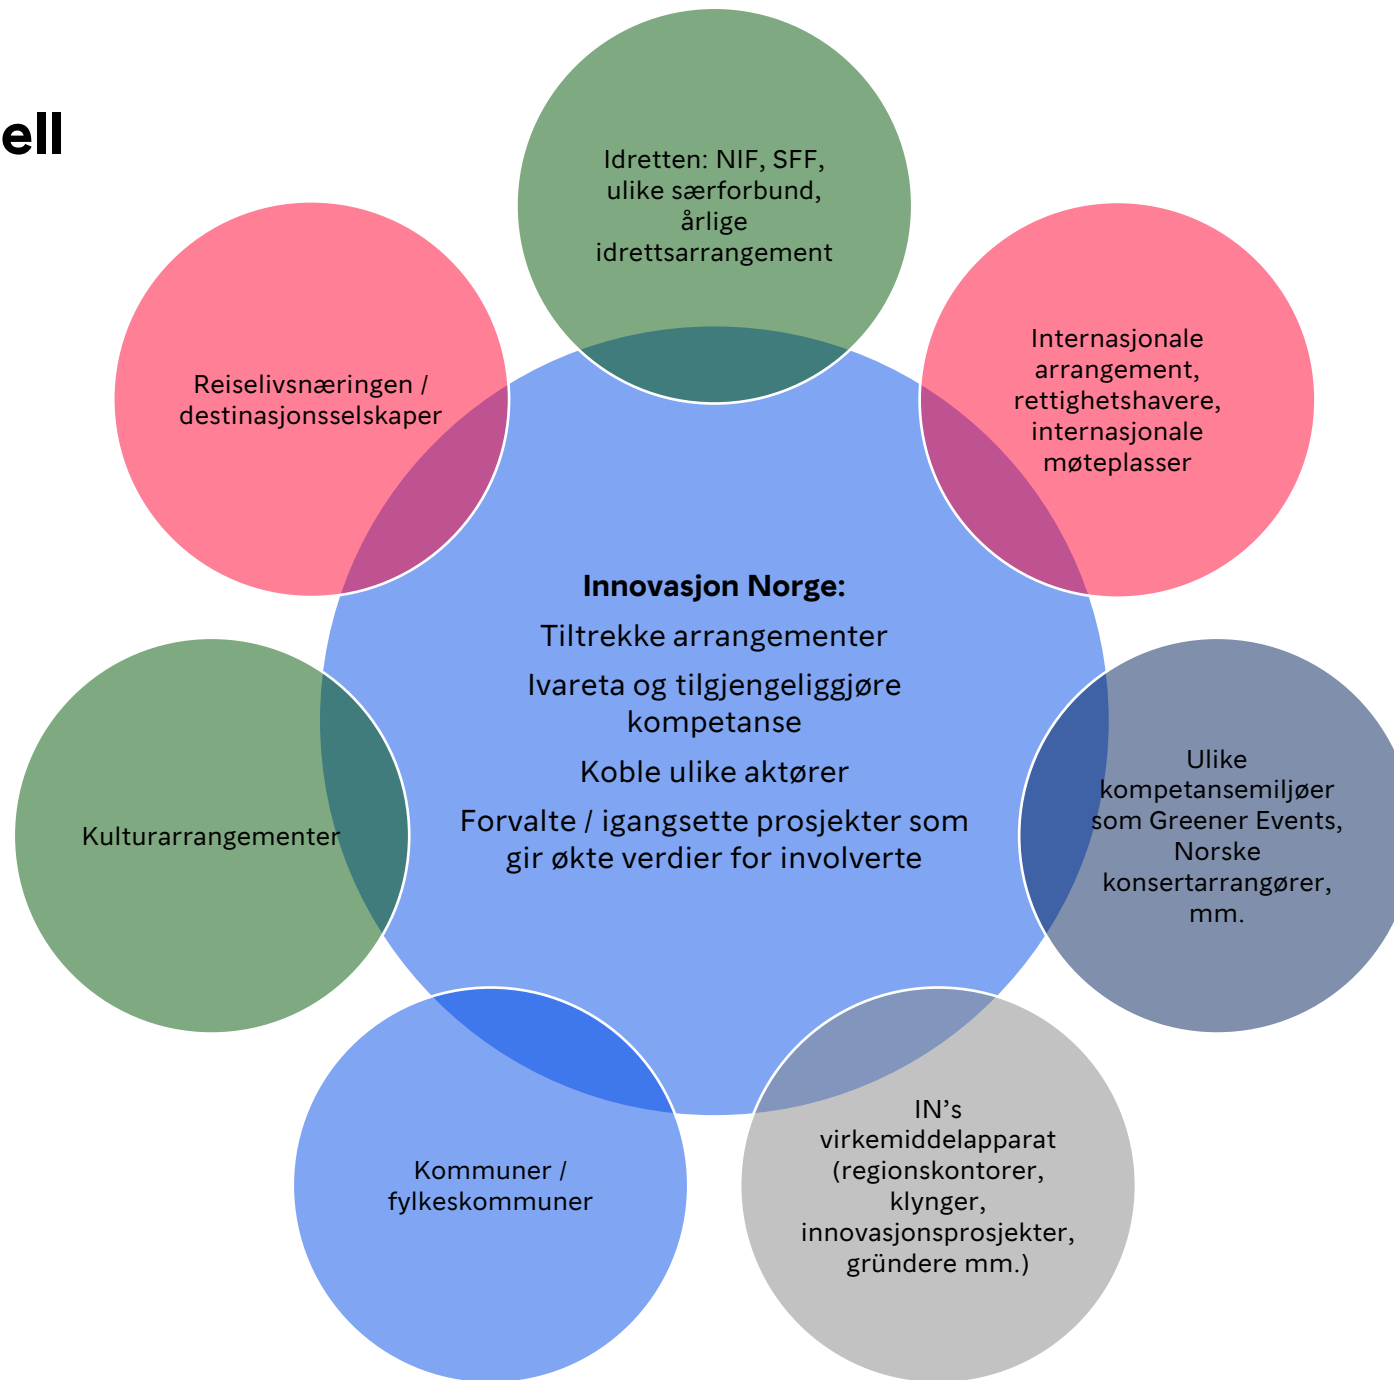 ell
Idretten: NIF, SFF,
ulike særforbund,
årlige
idrettsarrangement
Internasjonale
arrangement,
rettighetshavere,
internasjonale
møteplasser
Reiselivsnæringen /
destinasjonsselskaper
Innovasjon Norge:
Tiltrekke arrangementer
Ivareta og tilgjengeliggjøre
kompetanse
Koble ulike aktører
Forvalte / igangsette prosjekter som
gir økte verdier for involverte
Ulike
kompetansemiljøer
som Greener Events,
Norske
konsertarrangører,
mm.
Kulturarrangementer
Kommuner /
fylkeskommuner
IN’s
virkemiddelapparat
(regionskontorer,
klynger,
innovasjonsprosjekter,
gründere mm.)